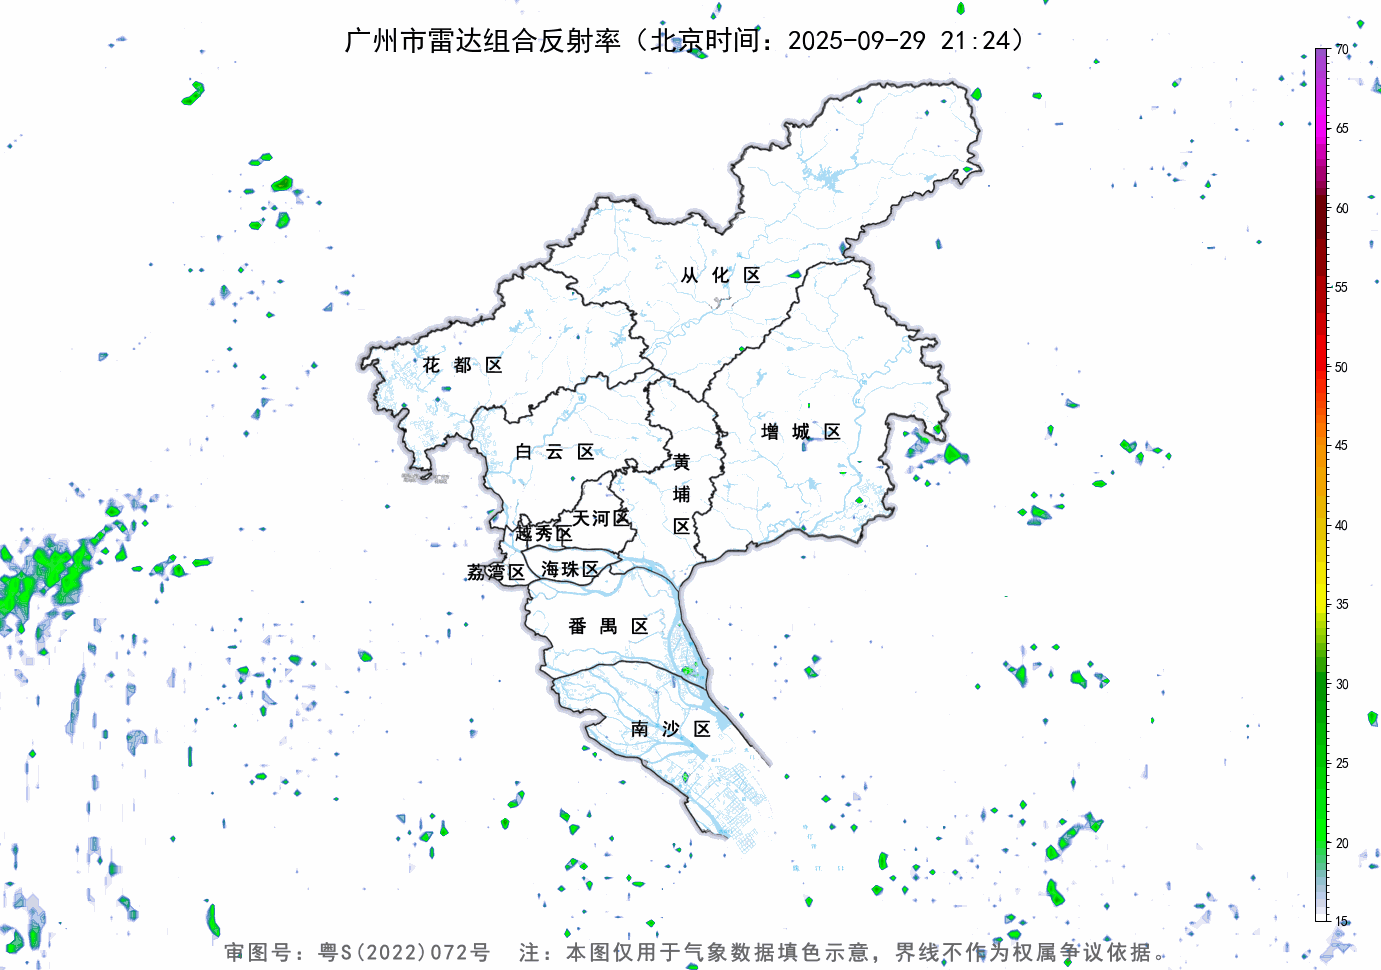 广州市雷达组合反射率（北京时间：2025-09-29 21:24）
70
65
60
55
50
45
40
35
30
25
20
15
从化区
花都区
增城区
白云区
黄埔区
天河区
越秀区
荔湾区
海珠区
番禺区
南沙区
审图号：粤S(2022)072号 注：本图仅用于气象数据填色示意，界线不作为权属争议依据。